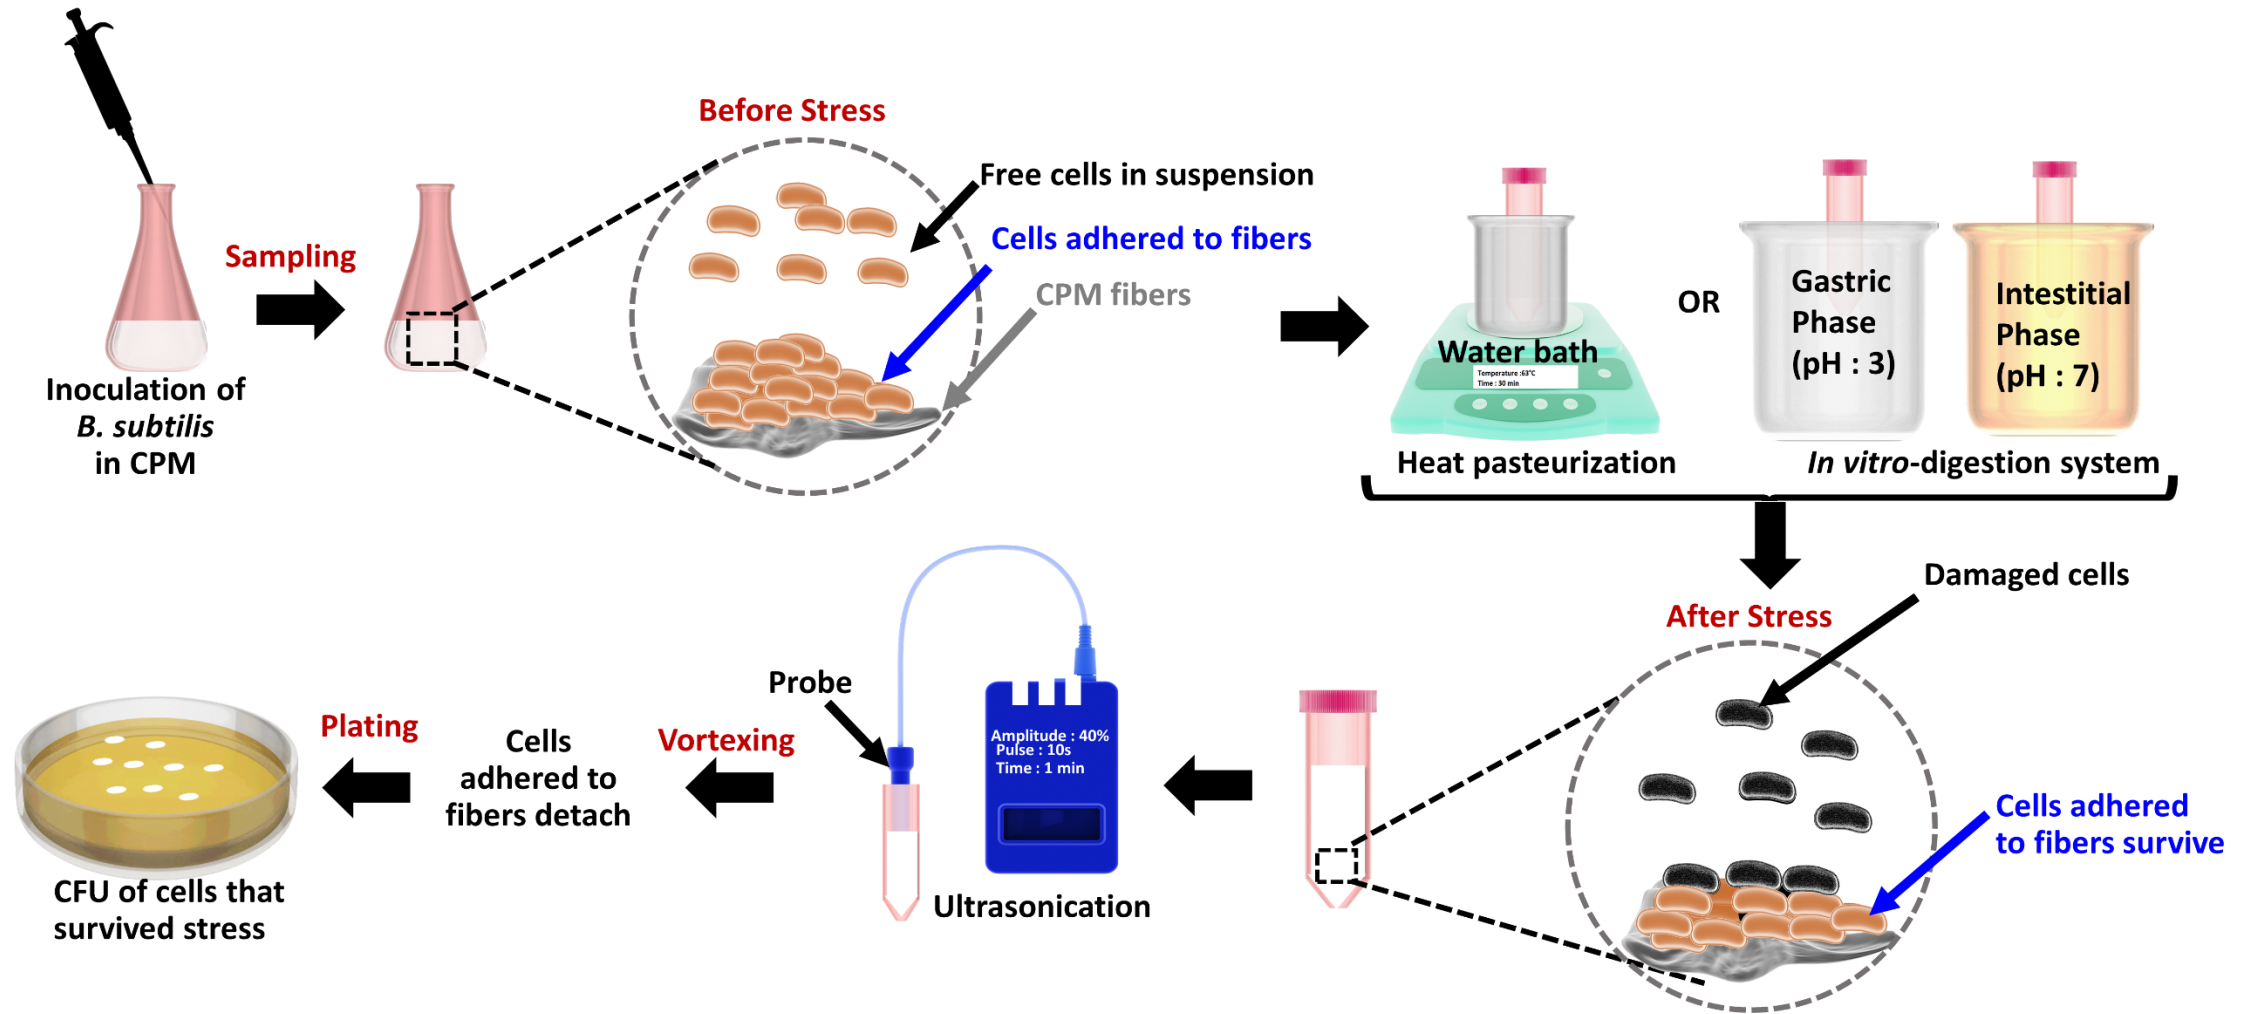 Before Stress
Free cells in suspension
Cells adhered to fibers
CPM fibers
Sampling
Inoculation of
B. subtilis
in CPM
Water bath
Temperature :63°C
Time : 30 min
Heat pasteurization
OR
Gastric
Phase
(pH : 3)
Intestitial
Phase
(pH : 7)
In vitro-digestion system
Damaged cells
After Stress
Cells adhered
to fibers survive
Probe
Amplitude : 40%
Pulse : 10s
Time : 1 min
Ultrasonication
Vortexing
Cells
adhered to
fibers detach
Plating
CFU of cells that
survived stress